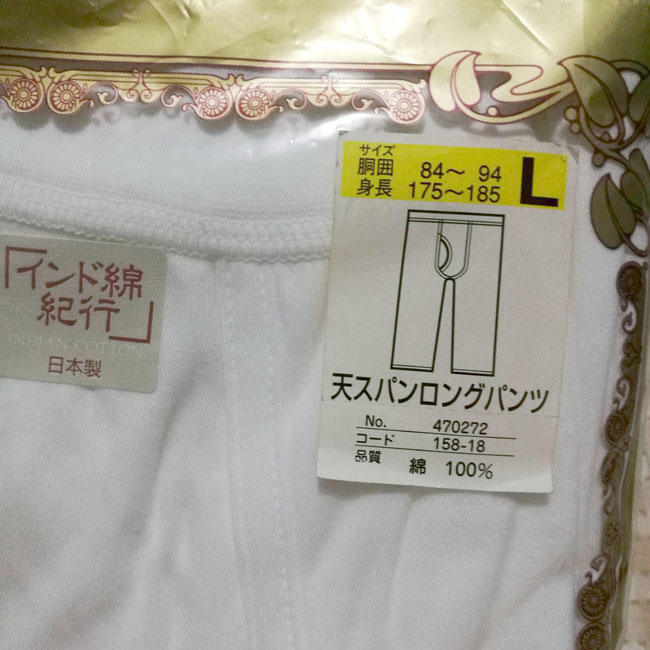 サイズ
胴囲 84～ 94
身長 175～185
L
「インド綿
紀行」
INDIAN COTTON
日本製
天スパンロングパンツ
No. 470272
コード 158-18
品質 綿 100%